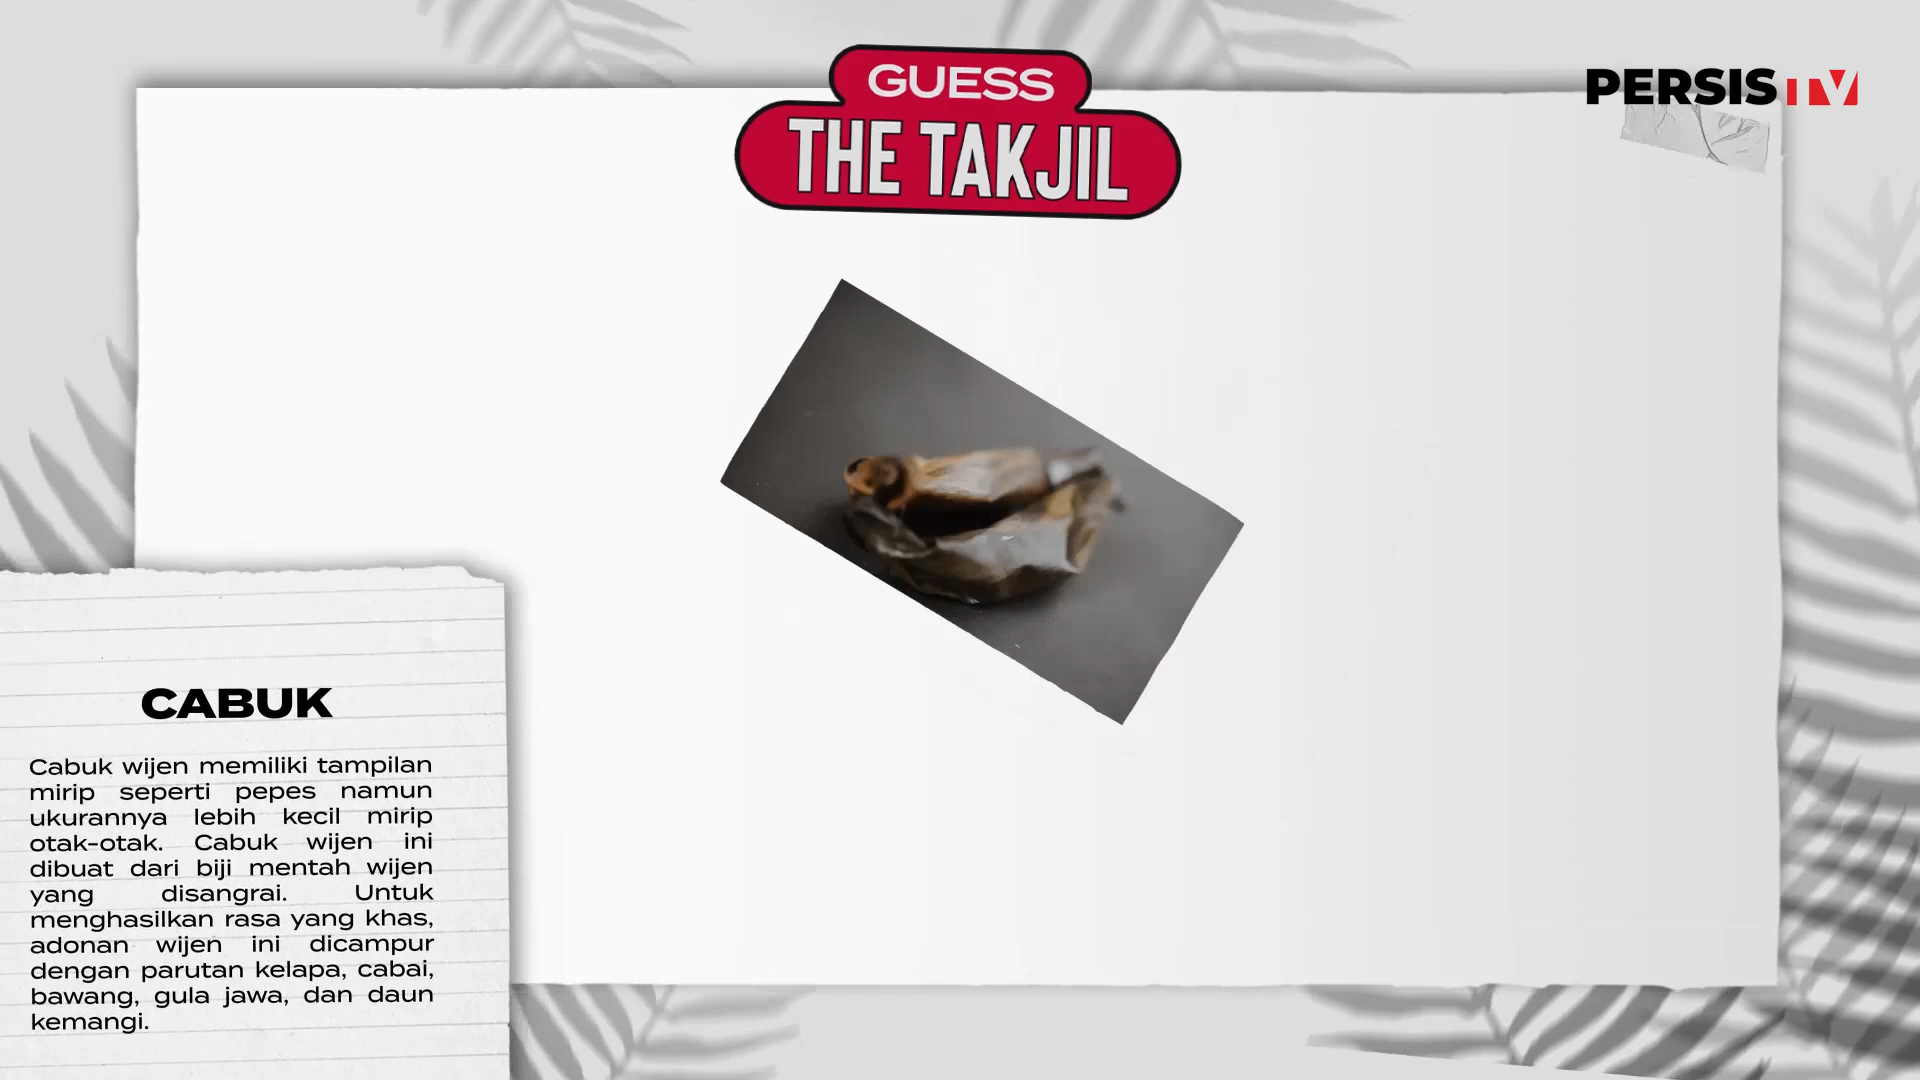 GUESS
THE TAKJIL
PERSIS TV
CABUK
Cabuk wijen memiliki tampilan
mirip seperti pepes namun
ukurannya lebih kecil mirip
otak-otak. Cabuk wijen ini
dibuat dari biji mentah wijen
yang disangrai. Untuk
menghasilkan rasa yang khas,
adonan wijen ini dicampur
dengan parutan kelapa, cabai,
bawang, gula jawa, dan daun
kemangi.